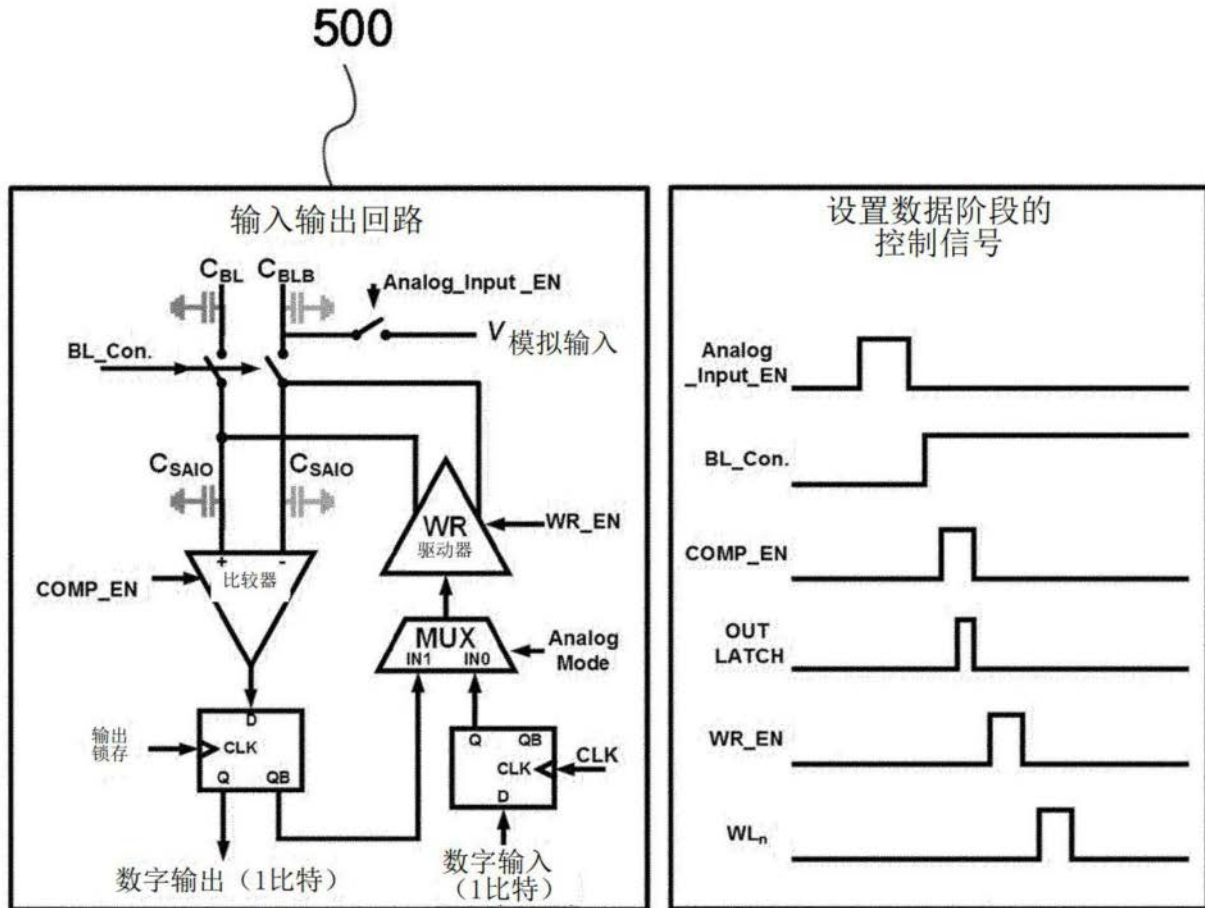 500
输入输出回路
C_BL
C_BLB
Analog_Input _EN
V 模拟输入
BL_Con.
C_SAIO
C_SAIO
+
-
比较器
COMP_EN
WR
驱动器
WR_EN
MUX
IN1
IN0
Analog
Mode
D
输出
锁存
CLK
Q
QB
Q
QB
CLK
CLK
D
数字输出（1比特）
数字输入
（1比特）
设置数据阶段的
控制信号
Analog
_Input_EN
BL_Con.
COMP_EN
OUT
LATCH
WR_EN
WL_n